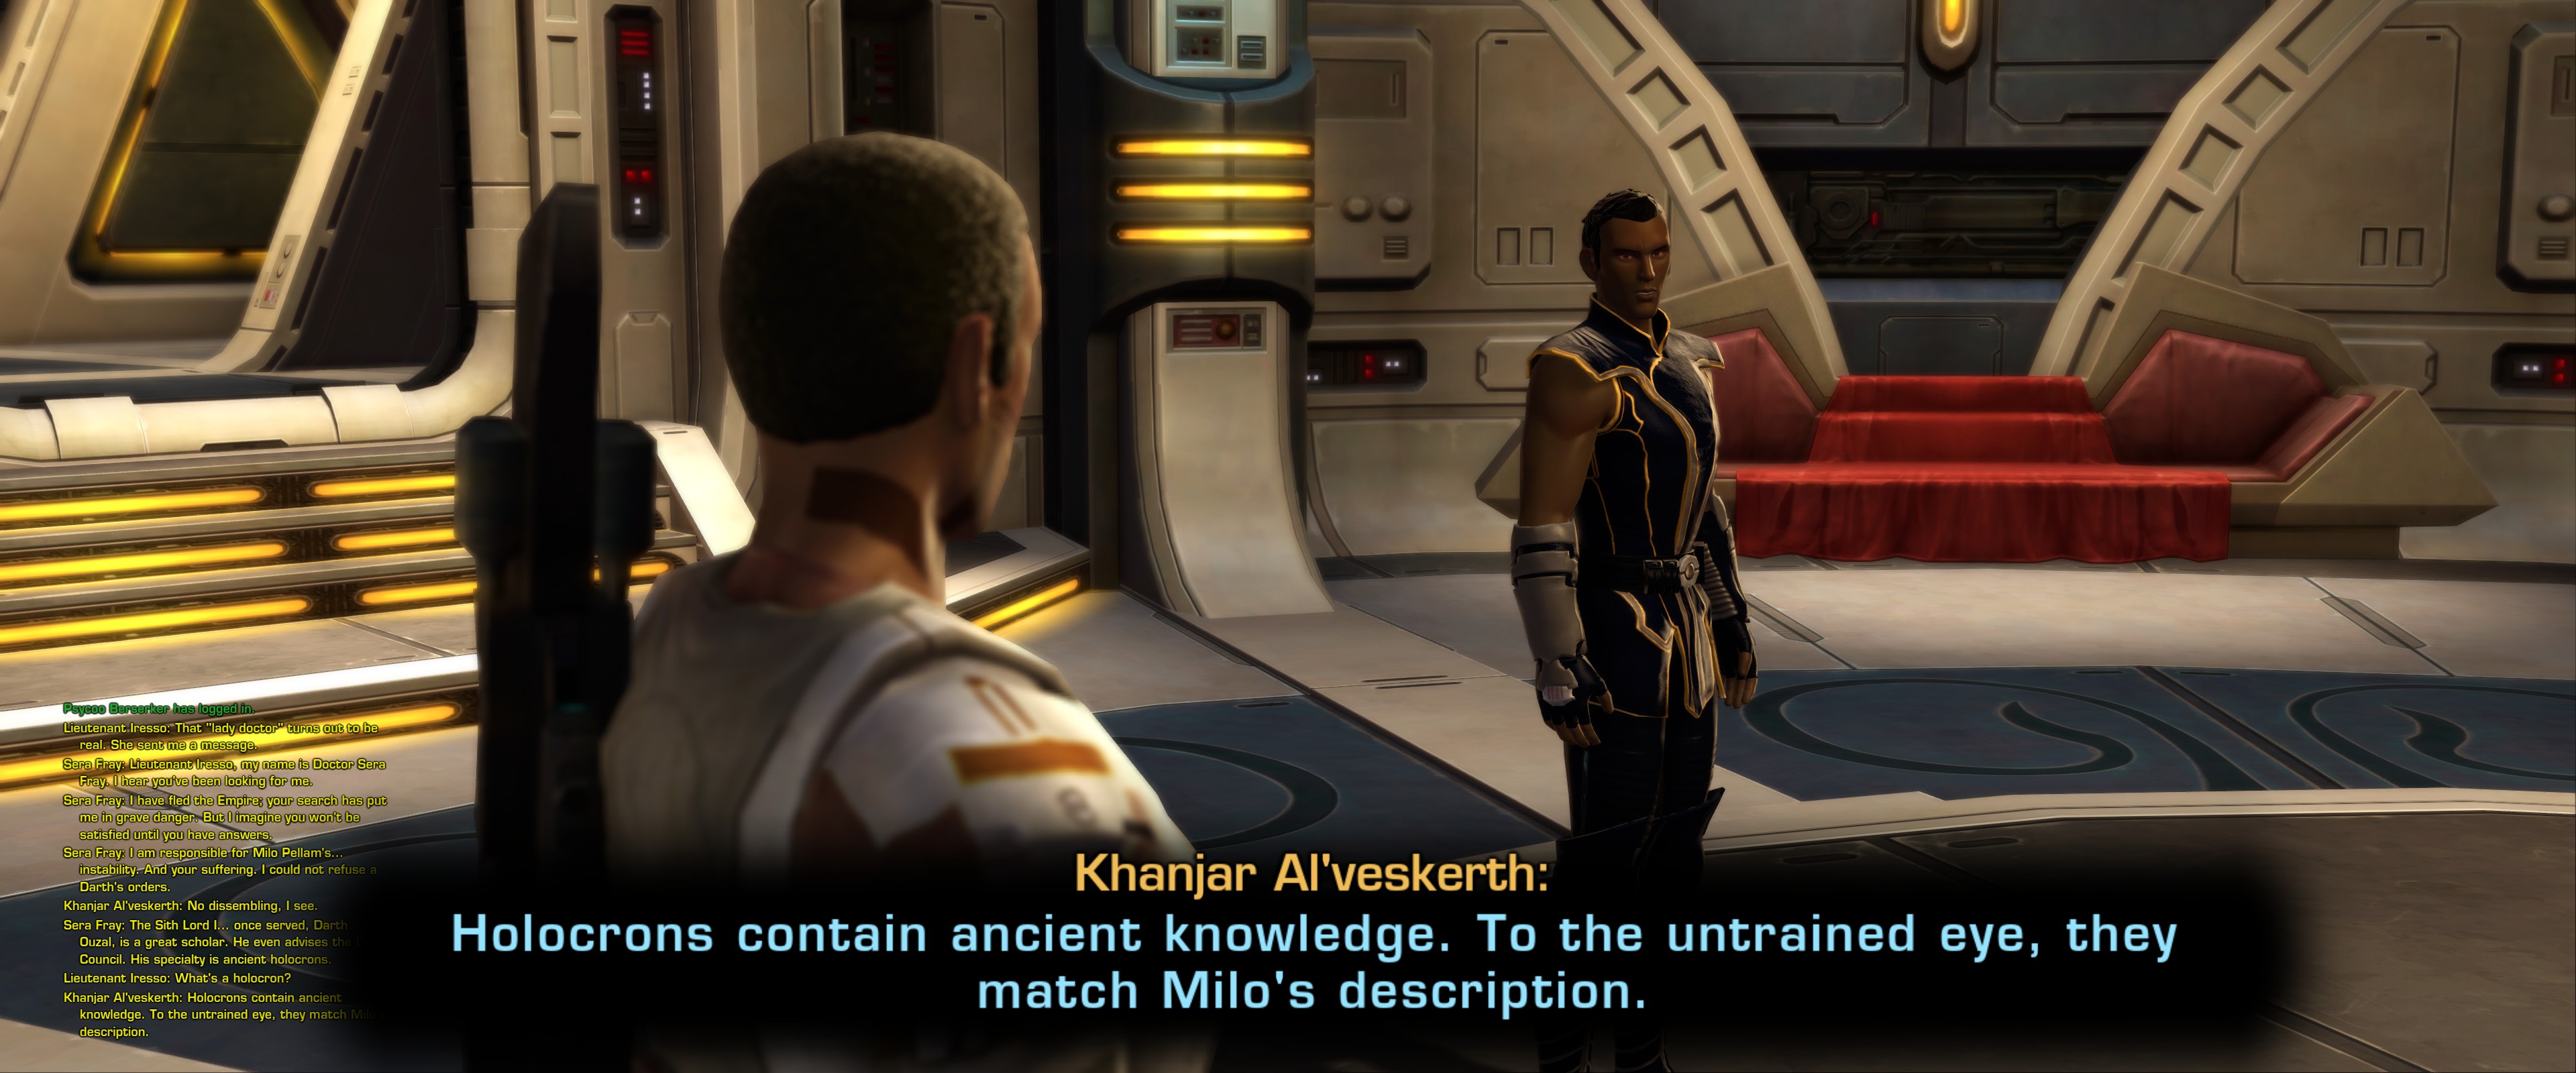 Psycoo Berserker has logged in.
Lieutenant Iresso: That "lady doctor" turns out to be
real. She sent me a message.
Sera Fray: Lieutenant Iresso, my name is Doctor Sera
Fray. I hear you've been looking for me.
Sera Fray: I have fled the Empire; your search has put
me in grave danger. But I imagine you won't be
satisfied until you have answers.
Sera Fray: I am responsible for Milo Pellam's...
instability. And your suffering. I could not refuse a
Darth's orders.
Khanjar Al'veskerth: No dissembling, I see.
Sera Fray: The Sith Lord I... once served, Darth
Ouzal, is a great scholar. He even advises the
Council. His specialty is ancient holocrons.
Lieutenant Iresso: What's a holocron?
Khanjar Al'veskerth: Holocrons contain ancient
knowledge. To the untrained eye, they match Milo's
description.
Khanjar Al'veskerth:
Holocrons contain ancient knowledge. To the untrained eye, they
match Milo's description.